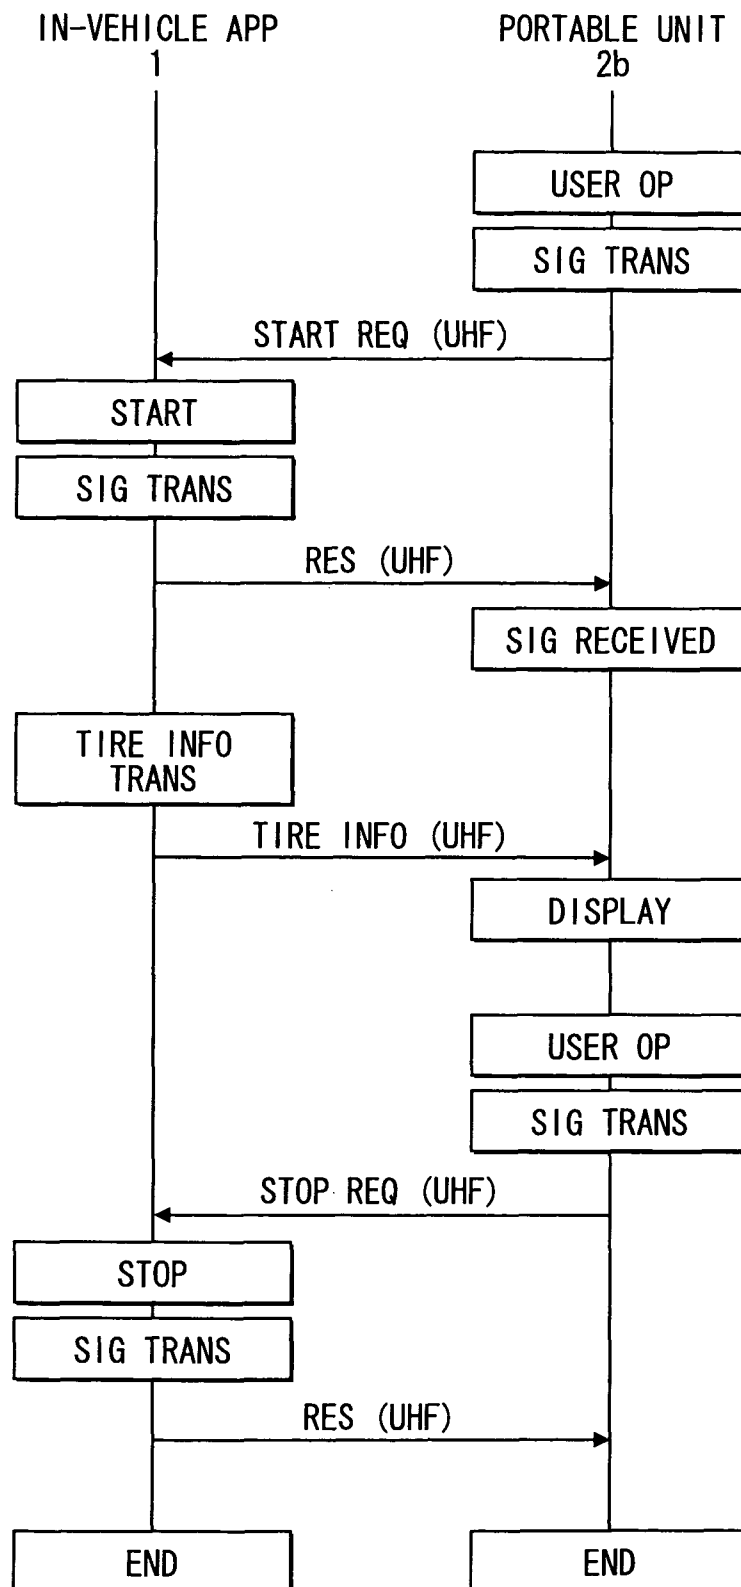 IN-VEHICLE APP
1
PORTABLE UNIT
2b
USER OP
SIG TRANS
START REQ (UHF)
START
SIG TRANS
RES (UHF)
SIG RECEIVED
TIRE INFO
TRANS
TIRE INFO (UHF)
DISPLAY
USER OP
SIG TRANS
STOP REQ (UHF)
STOP
SIG TRANS
RES (UHF)
END
END